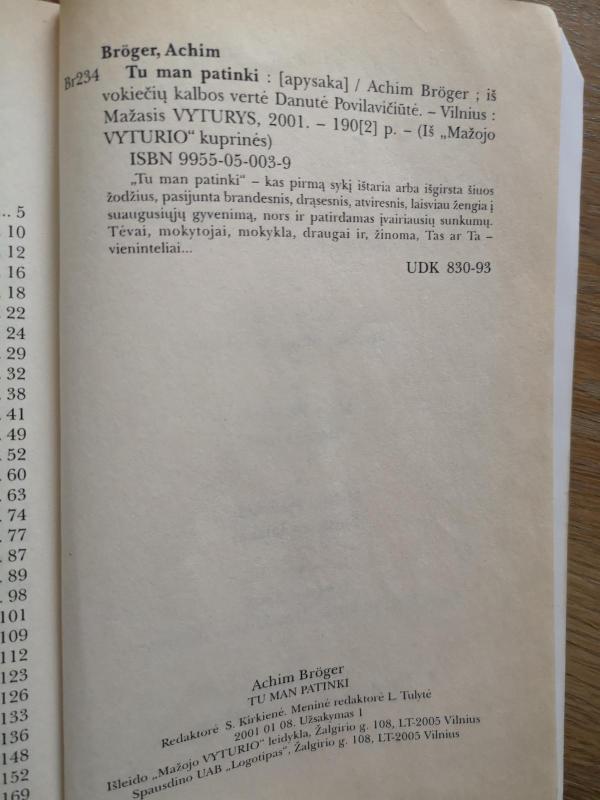 ... 5
. 10
. 12
. 16
. 18
. 22
. 24
. 29
. 32
. 38
. 41
. 49
. 52
. 60
. 63
. 74
. 77
. 87
. 89
. 98
101
109
112
123
126
133
136
148
152
169
Bröger, Achim
Br234 Tu man patinki : [apysaka] / Achim Bröger ; iš
vokiečių kalbos vertė Danutė Povilavičiūtė. – Vilnius :
Mažasis VYTURYS, 2001. – 190[2] p. – (Iš „Mažojo
VYTURIO“ kuprinės)
ISBN 9955-05-003-9
„Tu man patinki“ – kas pirmą sykį ištaria arba išgirsta šiuos
žodžius, pasijunta brandesnis, drąsesnis, atviresnis, laisviau žengia į
suaugusiųjų gyvenimą, nors ir patirdamas įvairiausių sunkumų.
Tėvai, mokytojai, mokykla, draugai ir, žinoma, Tas ar Ta –
vieninteliai...
UDK 830-93
Achim Bröger
TU MAN PATINKI
Redaktorė S. Kirkienė. Meninė redaktorė L. Tulytė
2001 01 08. Užsakymas 1
Išleido „Mažojo VYTURIO“ leidykla, Žalgirio g. 108, LT-2005 Vilnius
Spausdino UAB „Logotipas“, Žalgirio g. 108, LT-2005 Vilnius